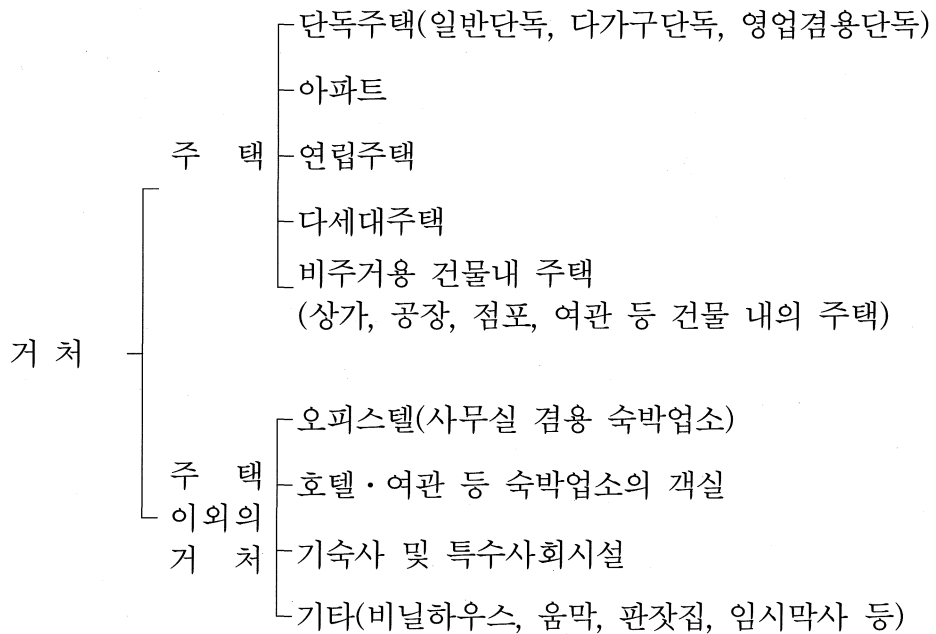 단독주택(일반단독, 다가구단독, 영업겸용단독)
아파트
주 택
연립주택
다세대주택
비주거용 건물내 주택
(상가, 공장, 점포, 여관 등 건물 내의 주택)
거 처
오피스텔(사무실 겸용 숙박업소)
주 택
이외의
거 처
호텔·여관 등 숙박업소의 객실
기숙사 및 특수사회시설
기타(비닐하우스, 움막, 판잣집, 임시막사 등)